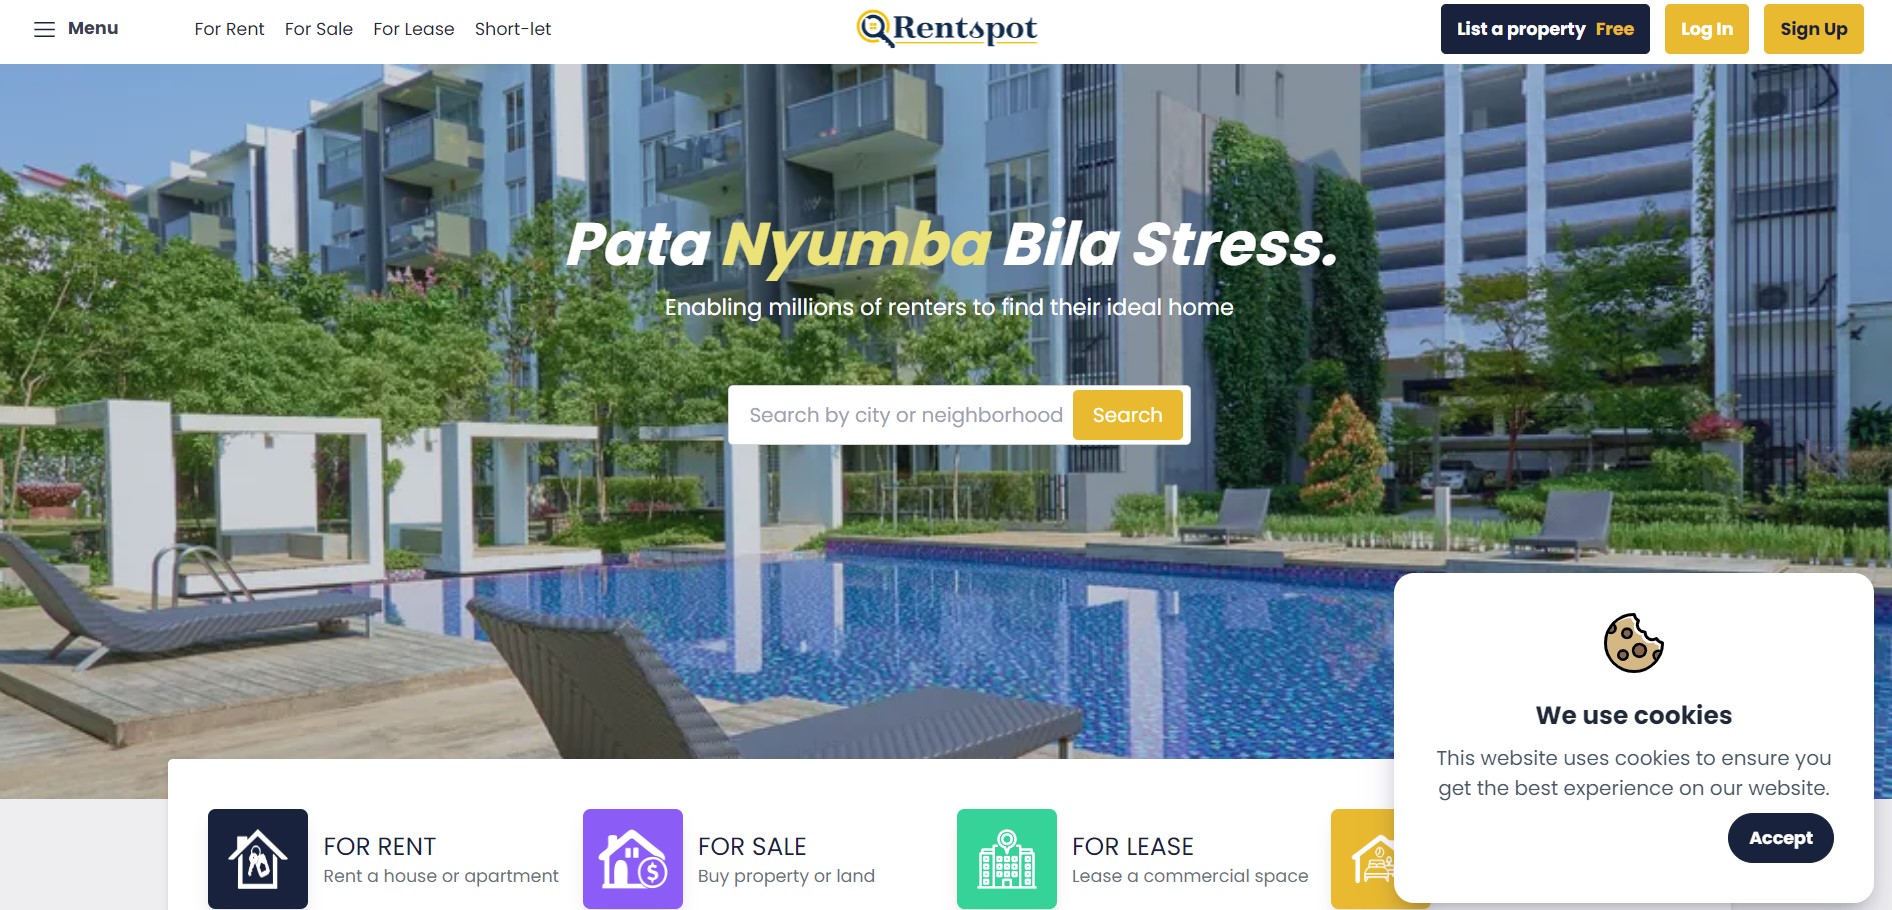 Menu
For Rent
For Sale
For Lease
Short-let
Rentspot
List a property Free
Log In
Sign Up
Pata Nyumba Bila Stress.
Enabling millions of renters to find their ideal home
Search by city or neighborhood
Search
FOR RENT
Rent a house or apartment
FOR SALE
Buy property or land
FOR LEASE
Lease a commercial space
We use cookies
This website uses cookies to ensure you
get the best experience on our website.
Accept